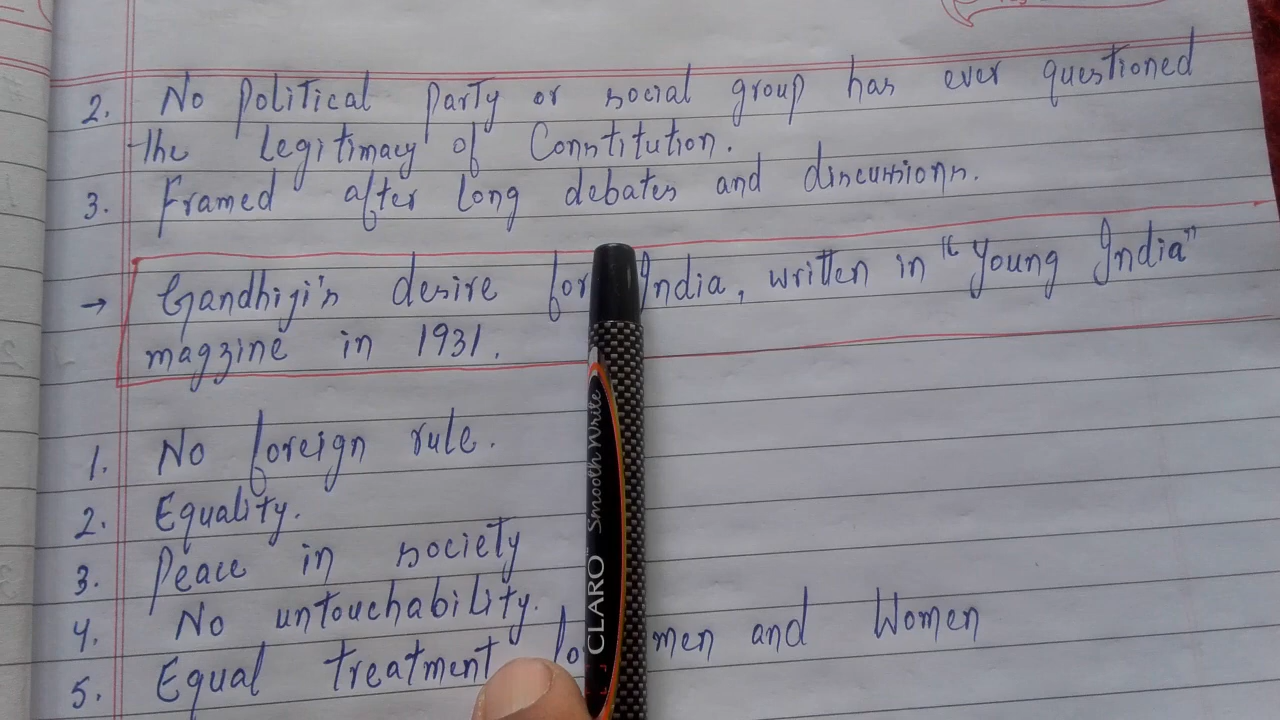 2. No political party or social group has ever questioned
the legitimacy of Constitution.
3. Framed after long debates and discussions.
→ Gandhiji's desire for India, written in "Young India"
magzine in 1931.
1. No foreign rule.
2. Equality.
3. Peace in society
4. No untouchability.
5. Equal treatment fo men and Women
CLARO Smooth Write